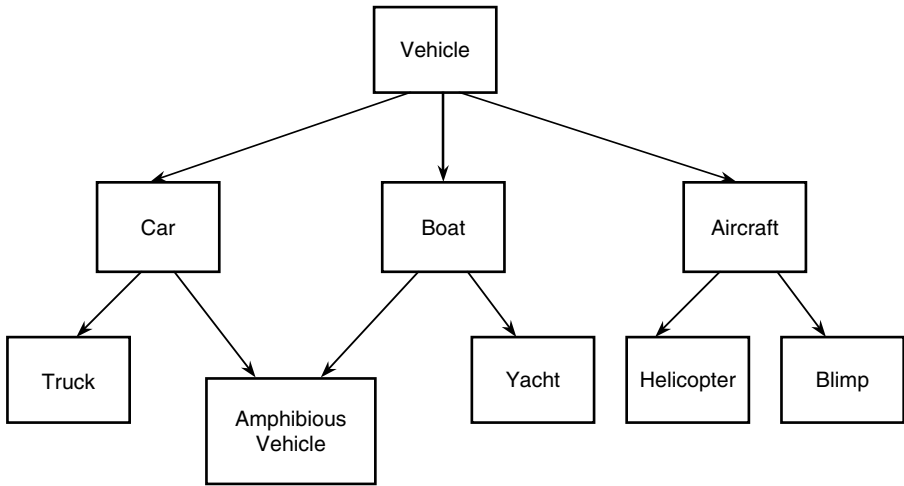 Vehicle
Car
Boat
Aircraft
Truck
Amphibious
Vehicle
Yacht
Helicopter
Blimp